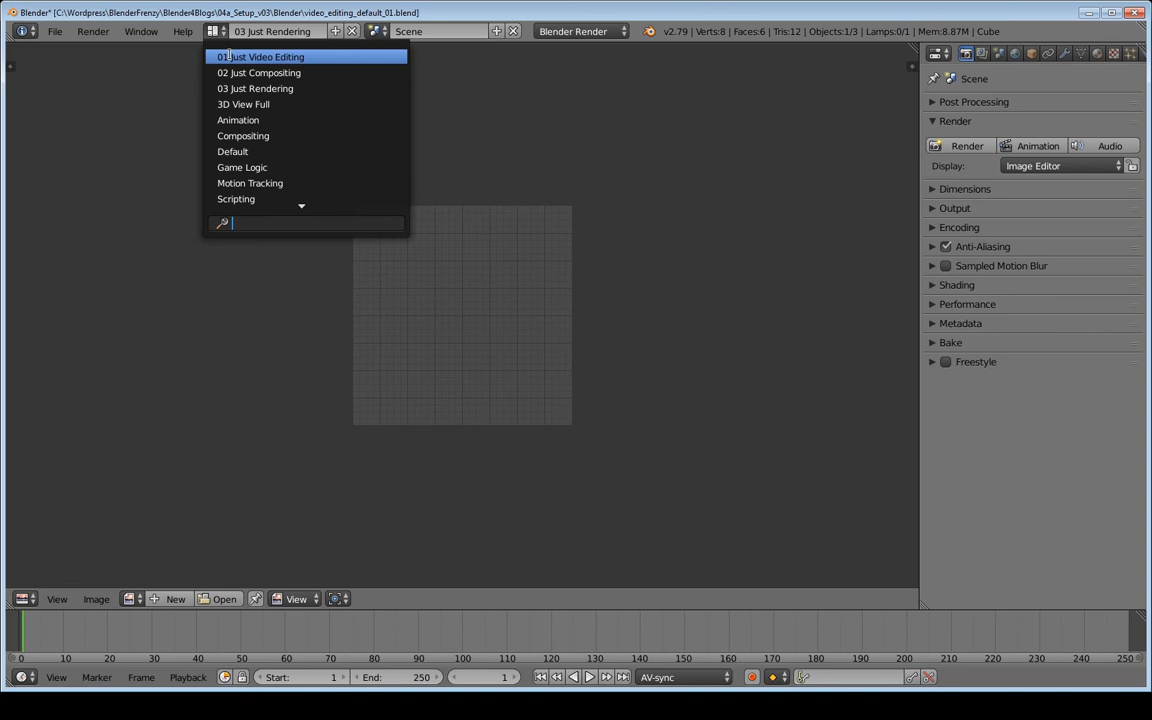 Blender* [C:\Wordpress\BlenderFrenzy\Blender4Blogs\04a_Setup_v03\Blender\video_editing_default_01.blend]
File Render Window Help 03 Just Rendering Scene Blender Render v2.79 | Verts:8 | Faces:6 | Tris:12 | Objects:1/3 | Lamps:0/1 | Mem:8.87M | Cube
01 Just Video Editing
02 Just Compositing
03 Just Rendering
3D View Full
Animation
Compositing
Default
Game Logic
Motion Tracking
Scripting
Scene
Post Processing
Render
Render Animation Audio
Display: Image Editor
Dimensions
Output
Encoding
Anti-Aliasing
Sampled Motion Blur
Shading
Performance
Metadata
Bake
Freestyle
View Image New Open View
0 10 20 30 40 50 60 70 80 90 100 110 120 130 140 150 160 170 180 190 200 210 220 230 240 250
View Marker Frame Playback Start: 1 End: 250 1 AV-sync